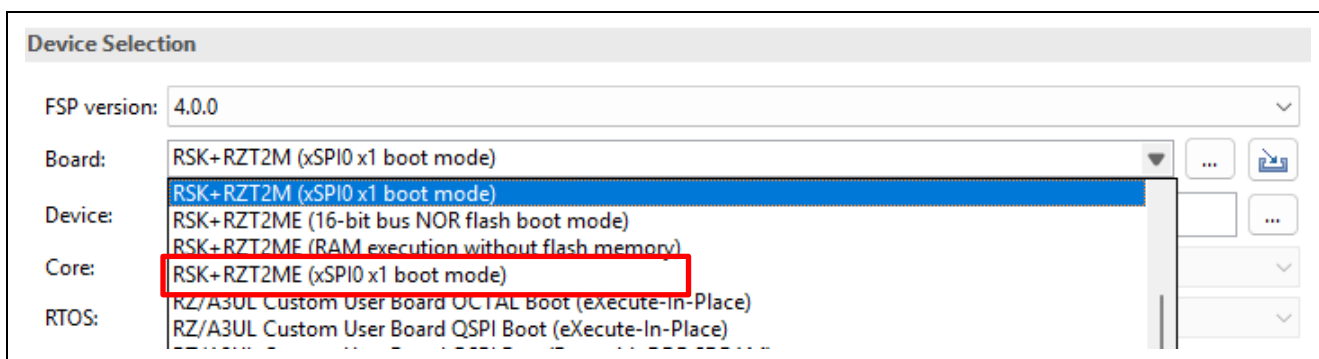 Device Selection
FSP version: 4.0.0
Board: RSK+RZT2M (xSPI0 x1 boot mode) ...
RSK+RZT2M (xSPI0 x1 boot mode)
Device: RSK+RZT2ME (16-bit bus NOR flash boot mode) ...
RSK+RZT2ME (RAM execution without flash memory)
Core: RSK+RZT2ME (xSPI0 x1 boot mode)
RZ/A3UL Custom User Board OCTAL Boot (eXecute-In-Place)
RTOS: RZ/A3UL Custom User Board QSPI Boot (eXecute-In-Place)